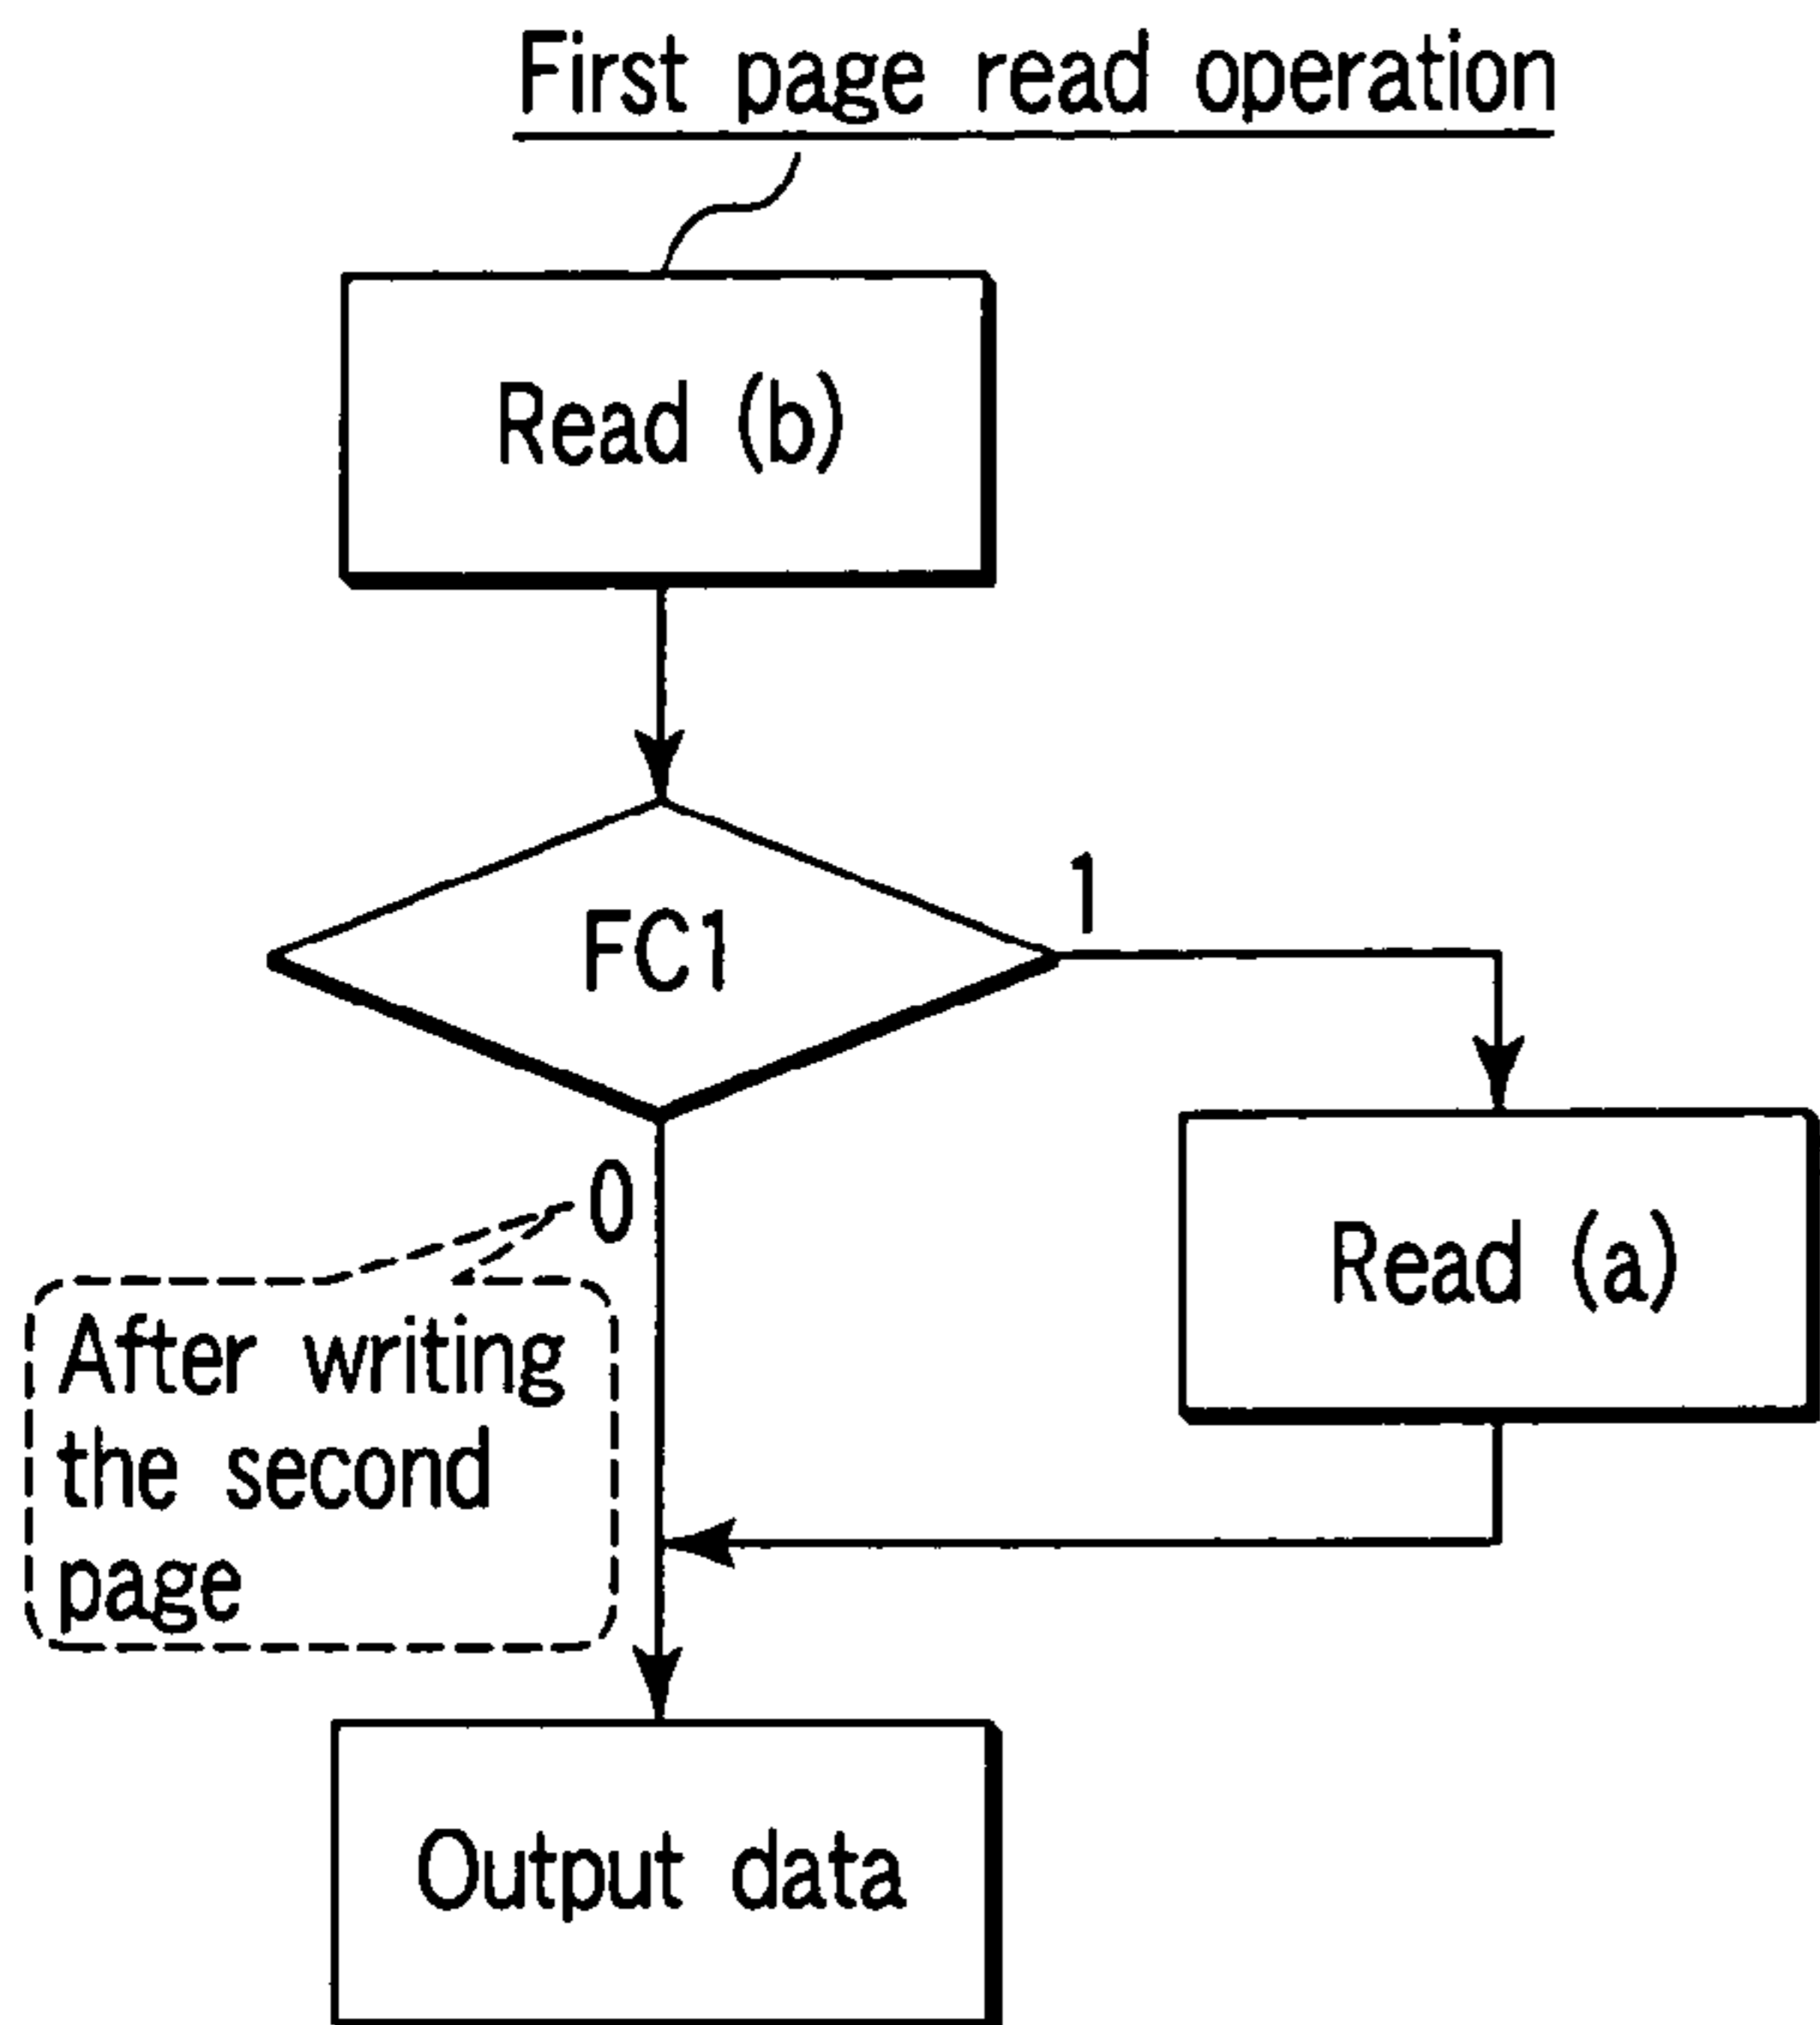 First page read operation
Read (b)
FC1
1
0
Read (a)
After writing
the second
page
Output data